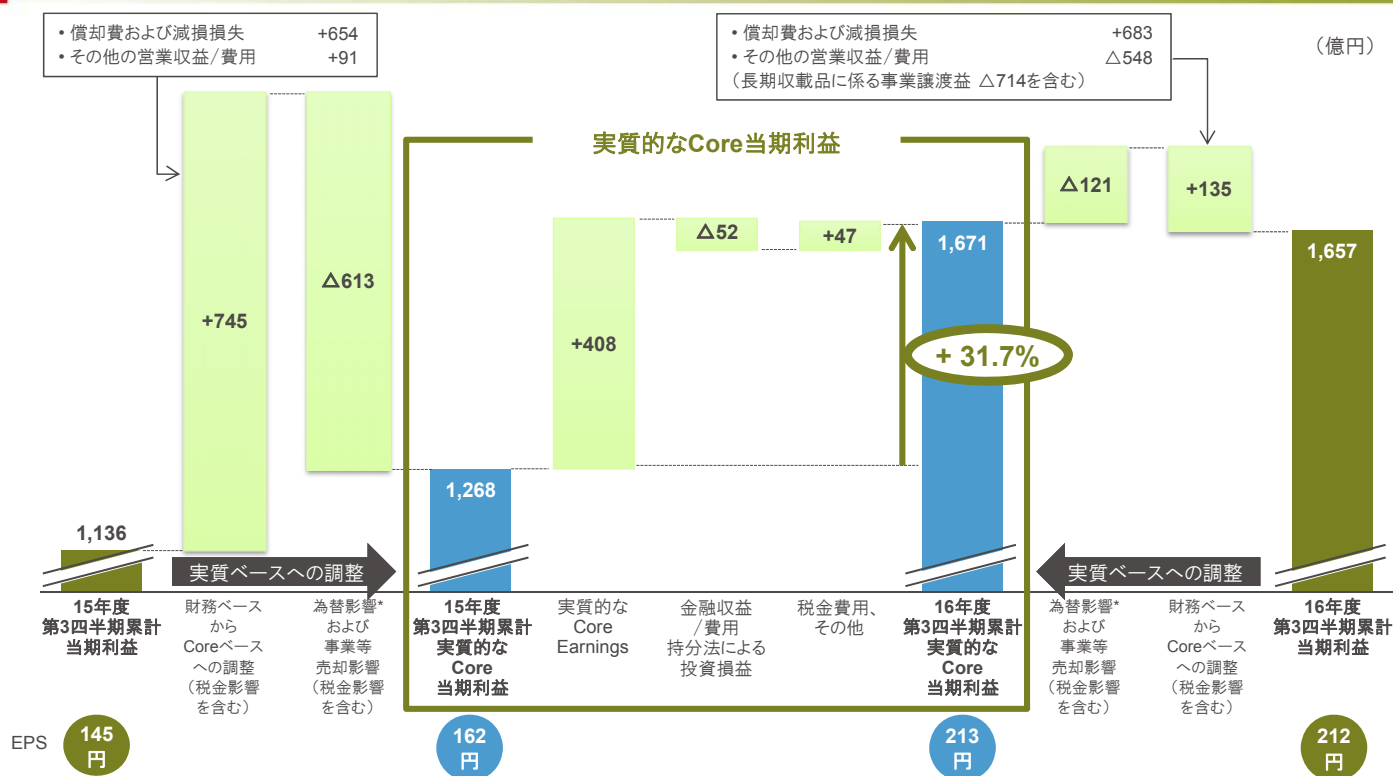 ・償却費および減損損失 +654
・その他の営業収益/費用 +91
・償却費および減損損失 +683
・その他の営業収益/費用 △548
（長期収載品に係る事業譲渡益 △714を含む）
（億円）
実質的なCore当期利益
1,136
+745
△613
1,268
+408
△52
+47
1,671
+ 31.7%
△121
+135
1,657
実質ベースへの調整
実質ベースへの調整
15年度
第3四半期累計
当期利益
財務ベース
から
Coreベース
への調整
（税金影響
を含む）
為替影響*
および
事業等
売却影響
（税金影響
を含む）
15年度
第3四半期累計
実質的な
Core
当期利益
実質的な
Core
Earnings
金融収益
/費用
持分法による
投資損益
税金費用、
その他
16年度
第3四半期累計
実質的な
Core
当期利益
為替影響*
および
事業等
売却影響
（税金影響
を含む）
財務ベース
から
Coreベース
への調整
（税金影響
を含む）
16年度
第3四半期累計
当期利益
EPS
145
円
162
円
213
円
212
円